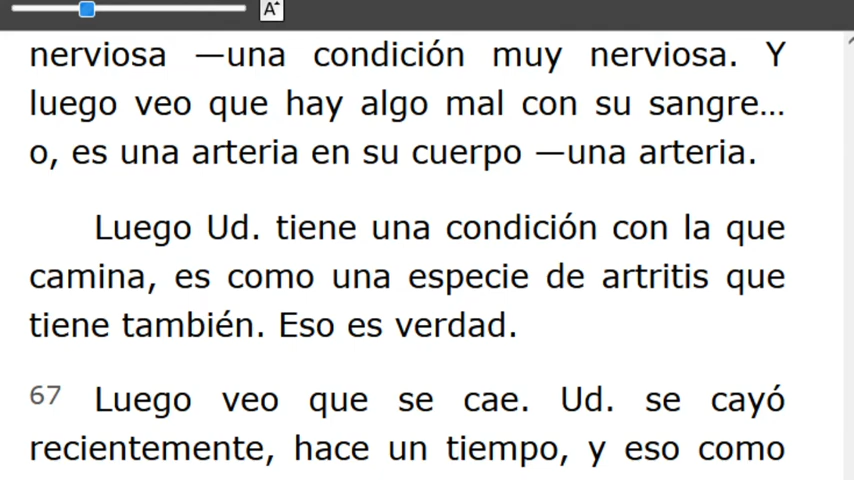 A
nerviosa —una condición muy nerviosa. Y
luego veo que hay algo mal con su sangre...
o, es una arteria en su cuerpo —una arteria.
Luego Ud. tiene una condición con la que
camina, es como una especie de artritis que
tiene también. Eso es verdad.
67 Luego veo que se cae. Ud. se cayó
recientemente, hace un tiempo, y eso como